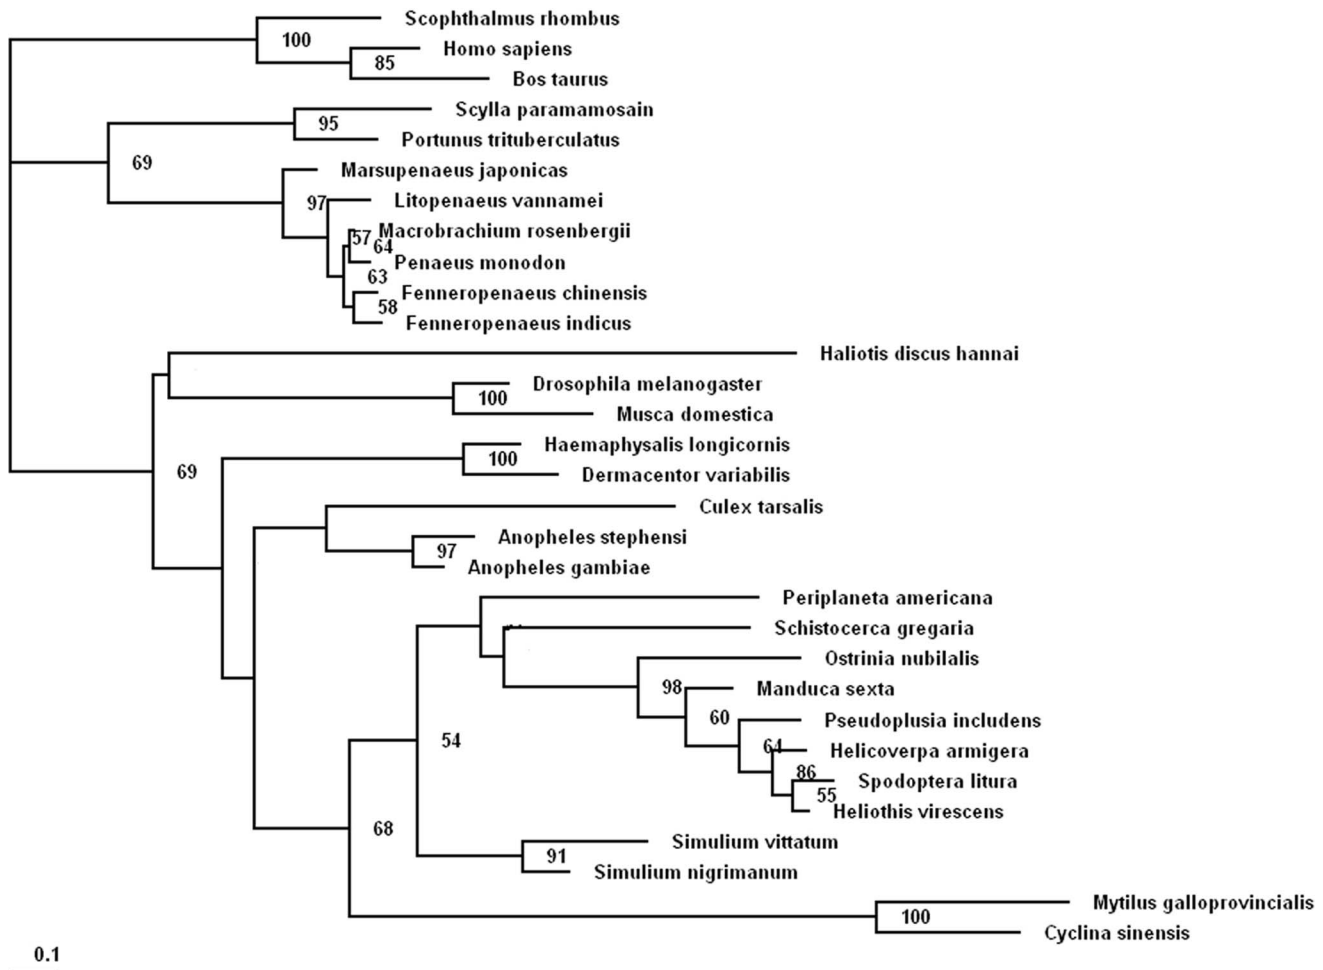 Scophthalmus rhombus
100
Homo sapiens
85
Bos taurus
Scylla paramamosain
95
Portunus trituberculatus
69
Marsupenaeus japonicas
97
Litopenaeus vannamei
Macrobrachium rosenbergii
57
64
Penaeus monodon
63
Fenneropenaeus chinensis
58
Fenneropenaeus indicus
Haliotis discus hannai
Drosophila melanogaster
100
Musca domestica
Haemaphysalis longicornis
100
69
Dermacentor variabilis
Culex tarsalis
Anopheles stephensi
97
Anopheles gambiae
Periplaneta americana
Schistocerca gregaria
Ostrinia nubilalis
98
Manduca sexta
60
Pseudoplusia includens
54
64
Helicoverpa armigera
86
Spodoptera litura
55
Heliothis virescens
68
Simulium vittatum
91
Simulium nigrimanum
Mytilus galloprovincialis
100
Cyclina sinensis
0.1